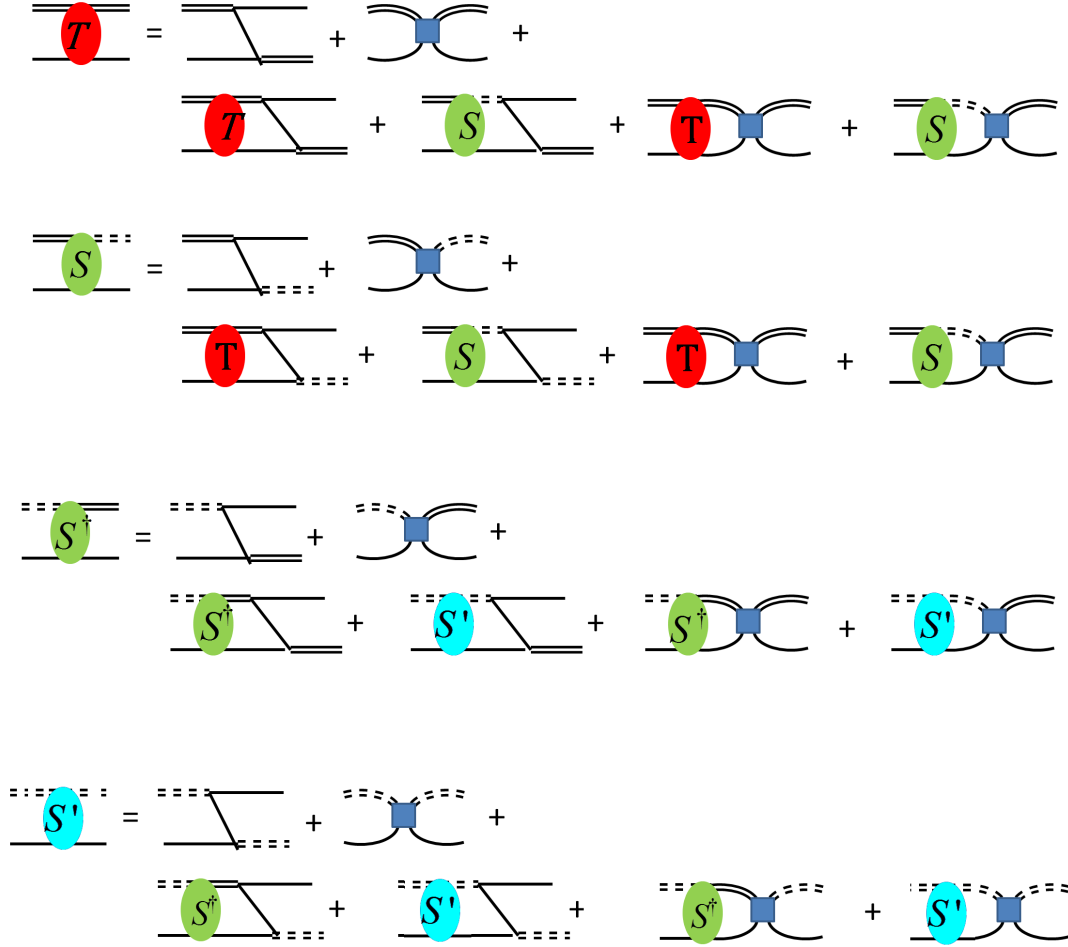 T = + +
T + S + T + S
S = + +
T + S + T + S
S† = + +
S† + S' + S† + S'
S' = + +
S† + S' + S† + S'